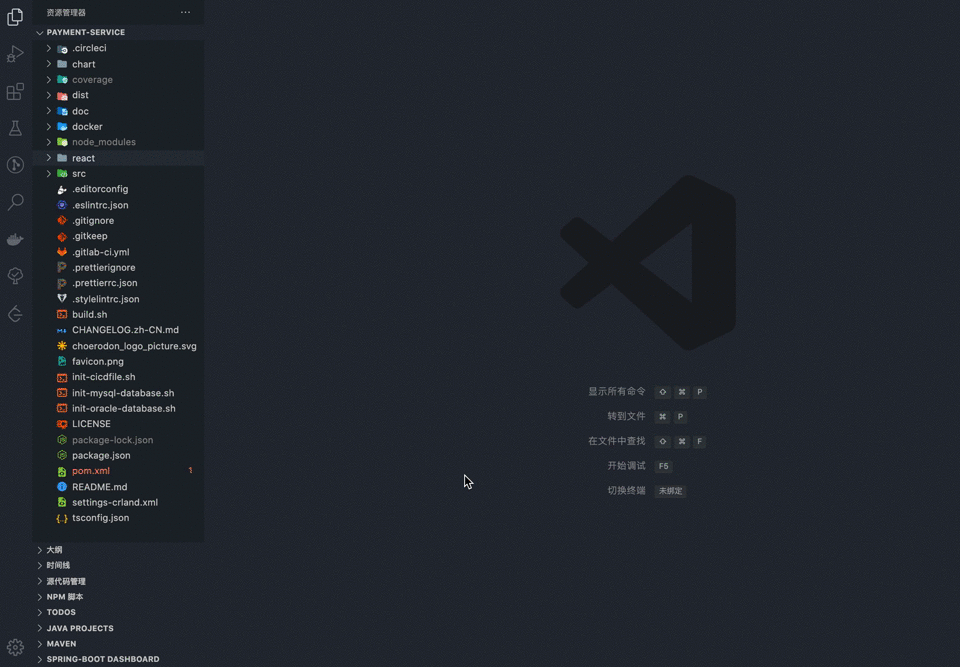 资源管理器
PAYMENT-SERVICE
.circleci
chart
coverage
dist
doc
docker
node_modules
react
src
.editorconfig
.eslintrc.json
.gitignore
.gitkeep
.gitlab-ci.yml
.prettierignore
.prettierrc.json
.stylelintrc.json
build.sh
CHANGELOG.zh-CN.md
choerodon_logo_picture.svg
favicon.png
init-cicdfile.sh
init-mysql-database.sh
init-oracle-database.sh
LICENSE
package-lock.json
package.json
pom.xml 1
README.md
settings-crland.xml
tsconfig.json
大纲
时间线
源代码管理
NPM 脚本
TODOS
JAVA PROJECTS
MAVEN
SPRING-BOOT DASHBOARD
显示所有命令 ⇧ ⌘ P
转到文件 ⌘ P
在文件中查找 ⇧ ⌘ F
开始调试 F5
切换终端 未绑定